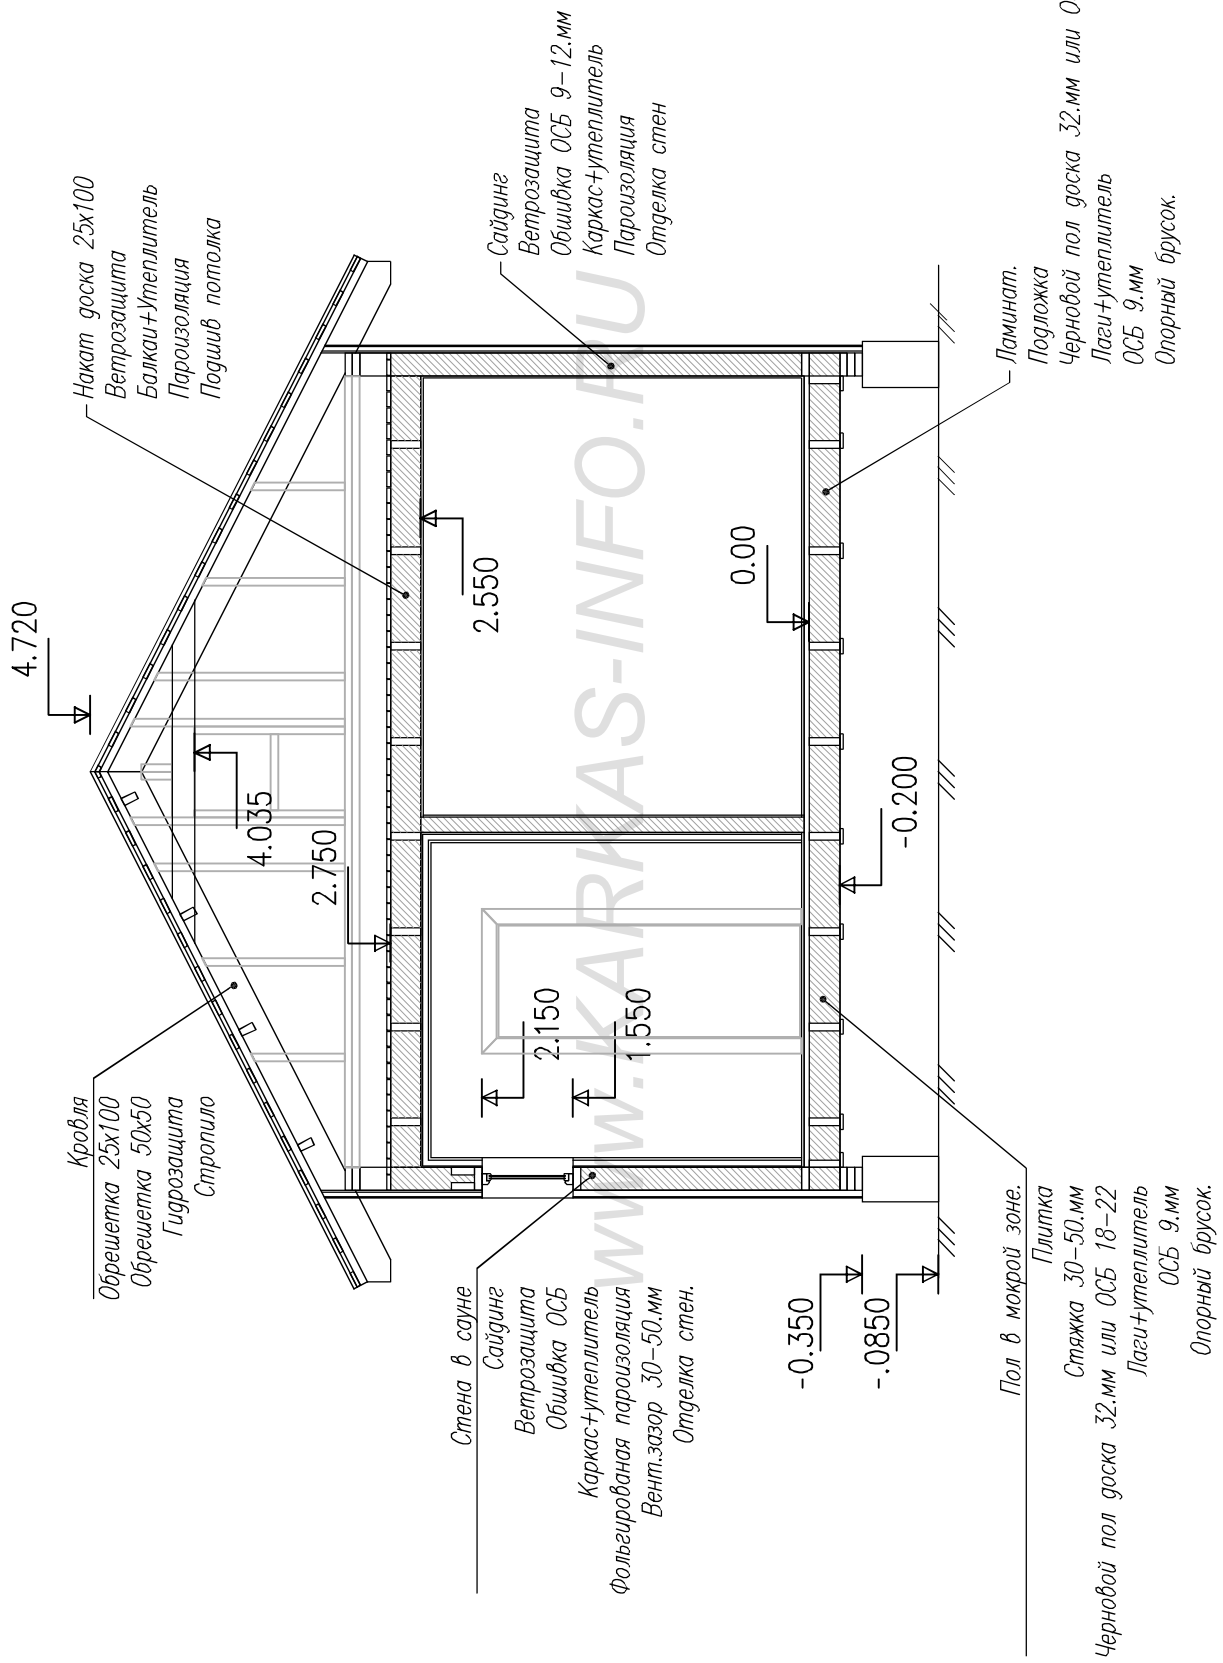 4.720
Кровля
Обрешетка 25х100
Обрешетка 50х50
Гидрозащита
Стропило
Накат доска 25х100
Ветрозащита
Балкаи+Утеплитель
Пароизоляция
Подшив потолка
4.035
2.750
2.550
Стена в сауне
Сайдинг
Ветрозащита
Обшивка ОСБ
Каркас+утеплитель
Фольгированая пароизоляция
Вент.зазор 30-50.мм
Отделка стен.
2.150
1.550
Сайдинг
Ветрозащита
Обшивка ОСБ 9-12.мм
Каркас+утеплитель
Пароизоляция
Отделка стен
www.KARKAS-INFO.RU
0.00
-0.200
-0.350
-.0850
Пол в мокрой зоне.
Плитка
Стяжка 30-50.мм
Черновой пол доска 32.мм или ОСБ 18-22
Лаги+утеплитель
ОСБ 9.мм
Опорный брусок.
Ламинат.
Подложка
Черновой пол доска 32.мм или
Лаги+утеплитель
ОСБ 9.мм
Опорный брусок.